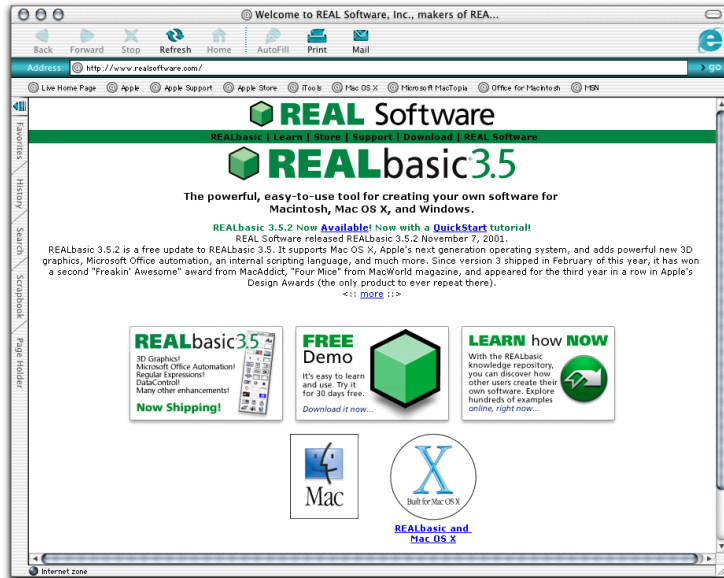 Welcome to REAL Software, Inc., makers of REA...
Back Forward Stop Refresh Home AutoFill Print Mail
Address: http://www.realsoftware.com/ go
Live Home Page Apple Apple Support Apple Store iTools Mac OS X Microsoft MacTopia Office for Macintosh MSN
Favorites
History
Search
Scrapbook
Page Holder
REAL Software
REALbasic | Learn | Store | Support | Download | REAL Software
REALbasic 3.5
The powerful, easy-to-use tool for creating your own software for
Macintosh, Mac OS X, and Windows.
REALbasic 3.5.2 Now Available! Now with a QuickStart tutorial!
REAL Software released REALbasic 3.5.2 November 7, 2001.
REALbasic 3.5.2 is a free update to REALbasic 3.5. It supports Mac OS X, Apple's next generation operating system, and adds powerful new 3D
graphics, Microsoft Office automation, an internal scripting language, and much more. Since version 3 shipped in February of this year, it has won
a second "Freakin' Awesome" award from MacAddict, "Four Mice" from MacWorld magazine, and appeared for the third year in a row in Apple's
Design Awards (the only product to ever repeat there).
<:: more ::>
REALbasic 3.5
3D Graphics!
Microsoft Office Automation!
Regular Expressions!
DataControl!
Many other enhancements!
Now Shipping!
FREE
Demo
It's easy to learn
and use. Try it
for 30 days free.
Download it now...
LEARN how NOW
With the REALbasic
knowledge repository,
you can discover how
other users create their
own software. Explore
hundreds of examples
online, right now...
Mac
X
Built for Mac OS X
REALbasic and
Mac OS X
Internet zone